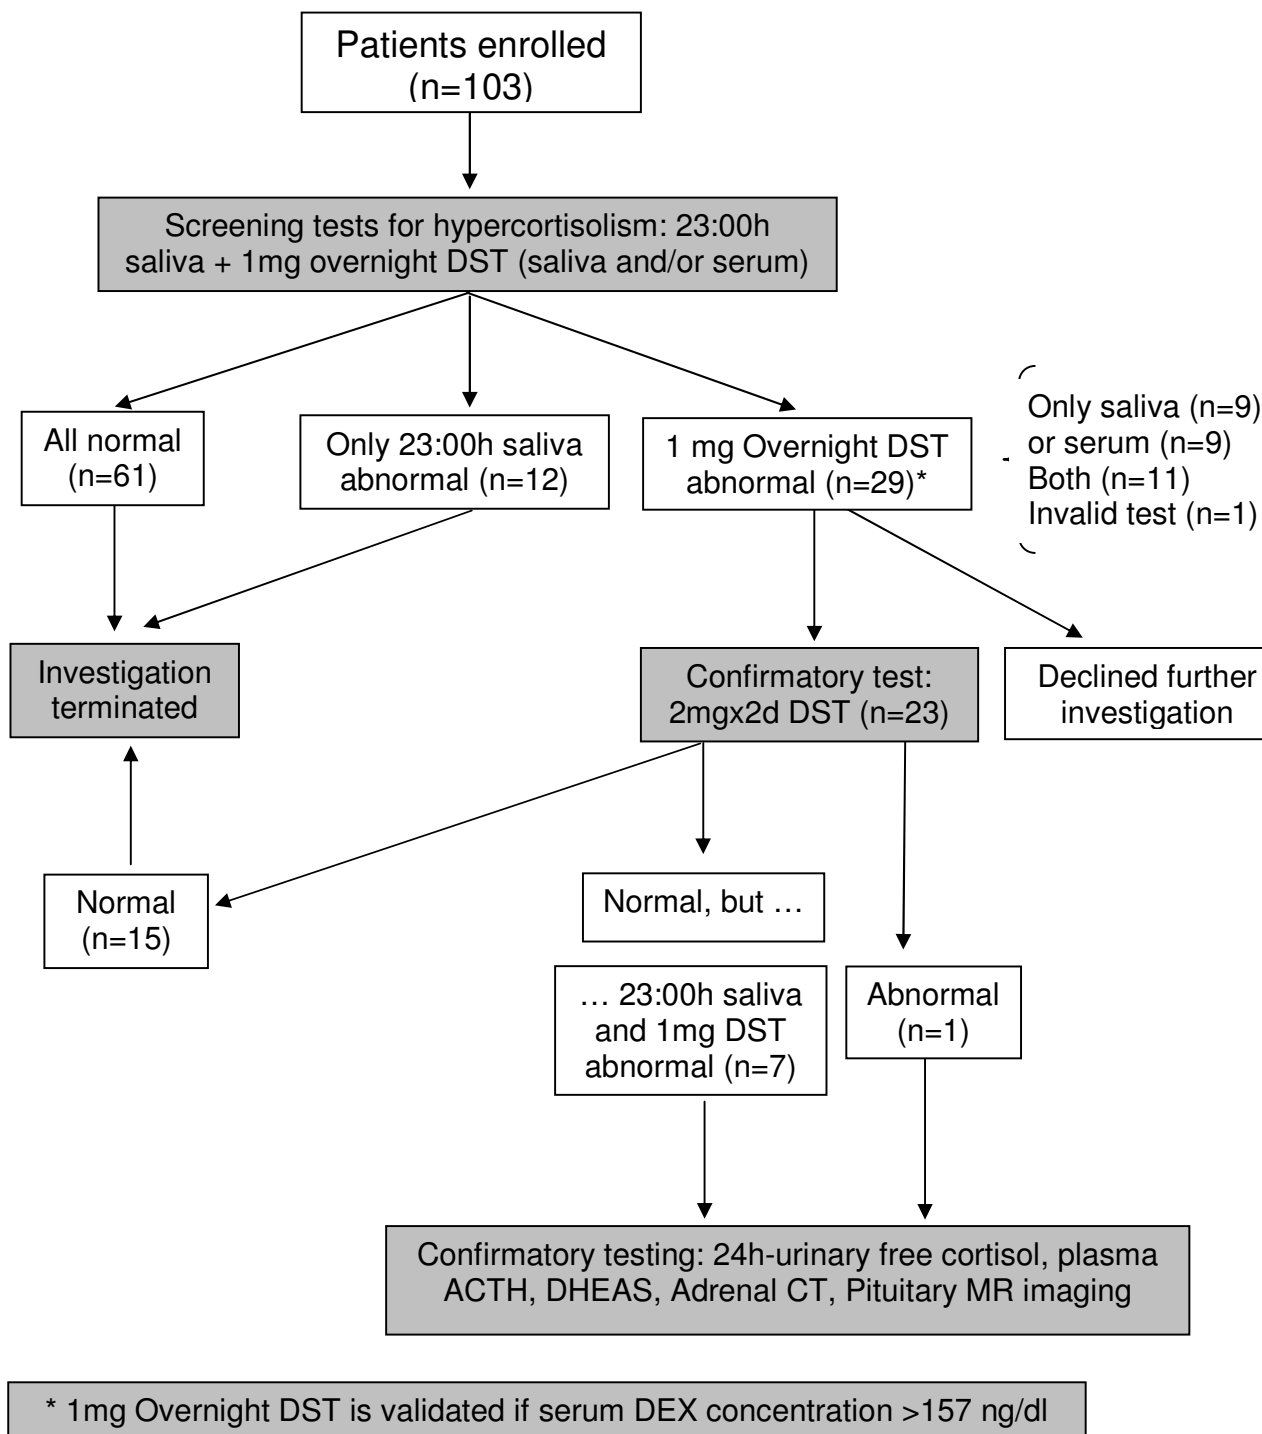 Patients enrolled
(n=103)
Screening tests for hypercortisolism: 23:00h
saliva + 1mg overnight DST (saliva and/or serum)
All normal
(n=61)
Only 23:00h saliva
abnormal (n=12)
1 mg Overnight DST
abnormal (n=29)*
Only saliva (n=9)
or serum (n=9)
Both (n=11)
Invalid test (n=1)
Investigation
terminated
Confirmatory test:
2mgx2d DST (n=23)
Declined further
investigation
Normal
(n=15)
Normal, but …
… 23:00h saliva
and 1mg DST
abnormal (n=7)
Abnormal
(n=1)
Confirmatory testing: 24h-urinary free cortisol, plasma
ACTH, DHEAS, Adrenal CT, Pituitary MR imaging
* 1mg Overnight DST is validated if serum DEX concentration >157 ng/dl